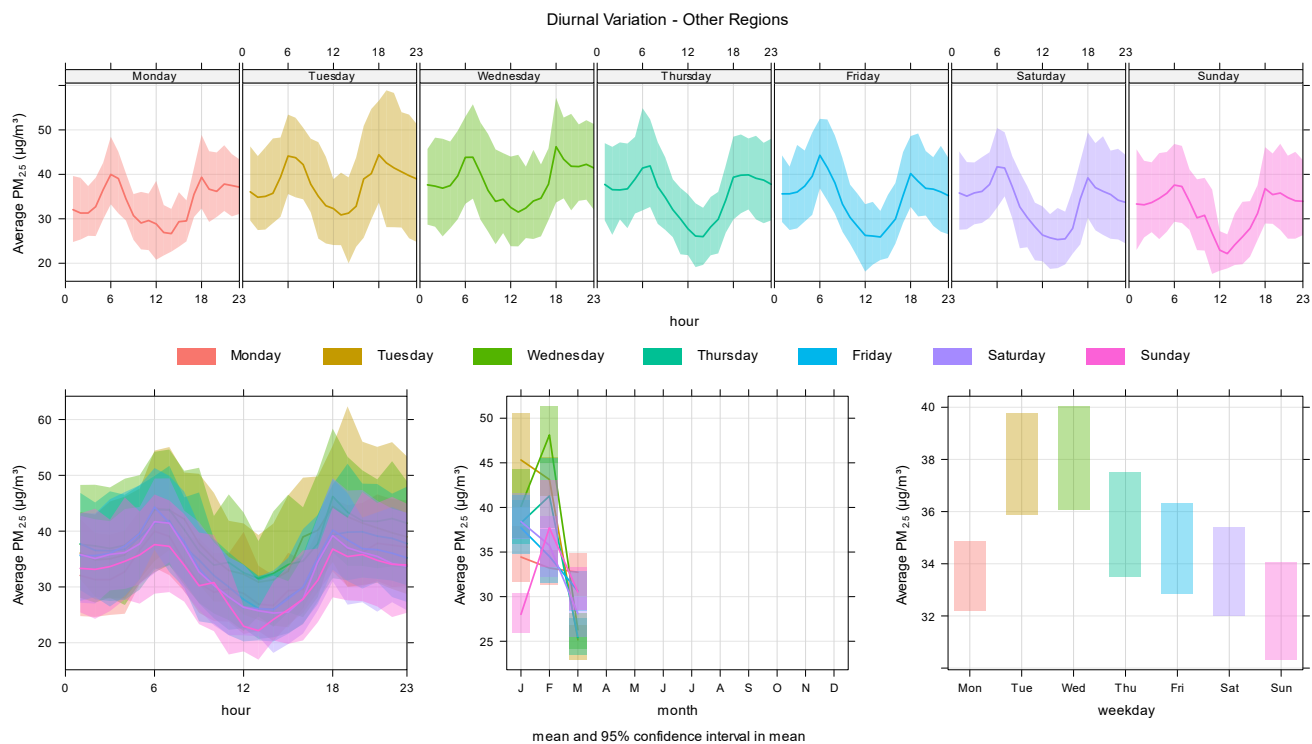 Diurnal Variation - Other Regions
0 6 12 18 23 0 6 12 18 23 0 6 12 18 23
Monday Tuesday Wednesday Thursday Friday Saturday Sunday
Average PM2.5 (µg/m³)
50
40
30
20
0 6 12 18 23 0 6 12 18 23 0 6 12 18 23 0 6 12 18 23
hour
Monday Tuesday Wednesday Thursday Friday Saturday Sunday
Average PM2.5 (µg/m³)
60
50
40
30
20
0 6 12 18 23
hour
Average PM2.5 (µg/m³)
50
45
40
35
30
25
J F M A M J J A S O N D
month
Average PM2.5 (µg/m³)
40
38
36
34
32
Mon Tue Wed Thu Fri Sat Sun
weekday
mean and 95% confidence interval in mean